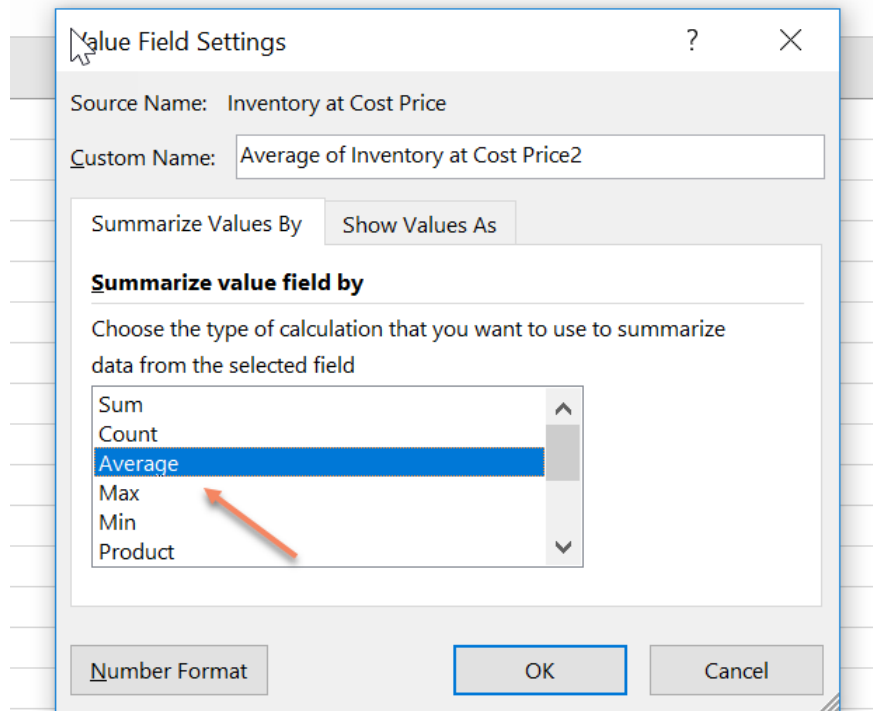 Value Field Settings ?
Source Name: Inventory at Cost Price
Custom Name: Average of Inventory at Cost Price2
Summarize Values By Show Values As
Summarize value field by
Choose the type of calculation that you want to use to summarize
data from the selected field
Sum
Count
Average
Max
Min
Product
Number Format OK Cancel